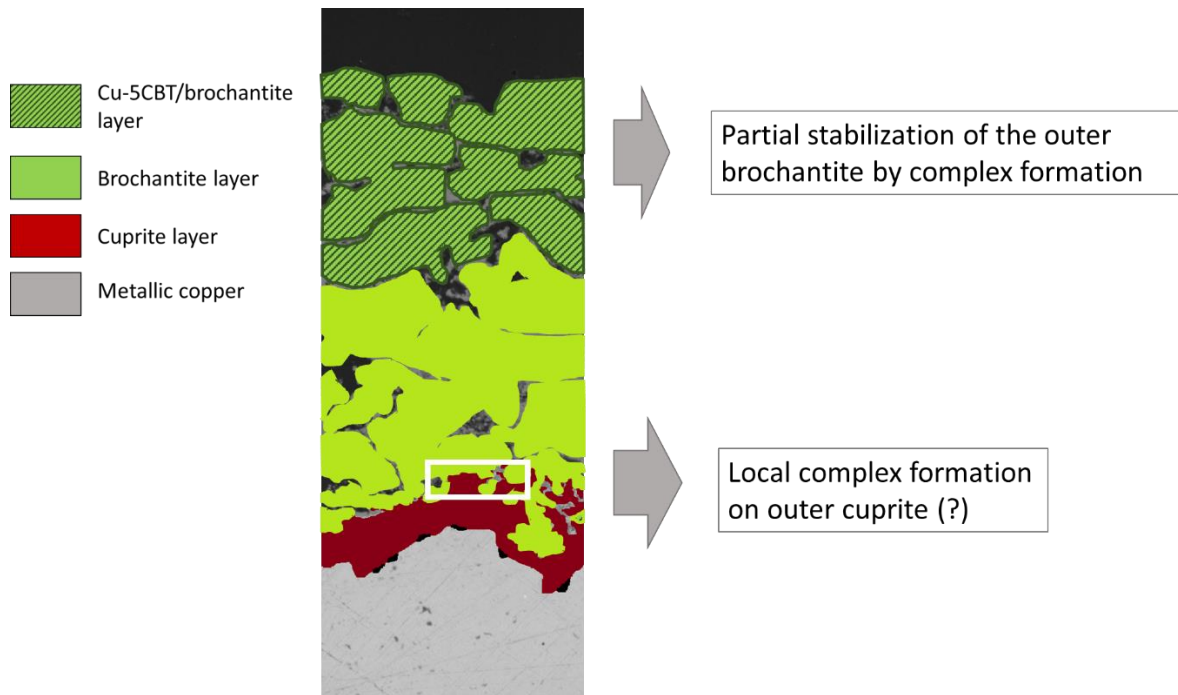 Cu-5CBT/brochantite
layer
Brochantite layer
Cuprite layer
Metallic copper
Partial stabilization of the outer
brochantite by complex formation
Local complex formation
on outer cuprite (?)